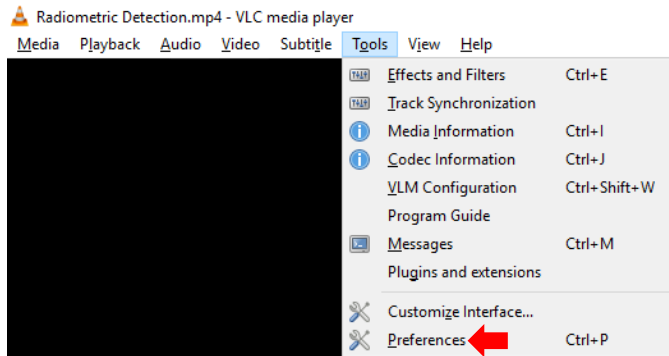 Radiometric Detection.mp4 - VLC media player
Media Playback Audio Video Subtitle Tools View Help
Effects and Filters Ctrl+E
Track Synchronization
Media Information Ctrl+I
Codec Information Ctrl+J
VLM Configuration Ctrl+Shift+W
Program Guide
Messages Ctrl+M
Plugins and extensions
Customize Interface...
Preferences Ctrl+P